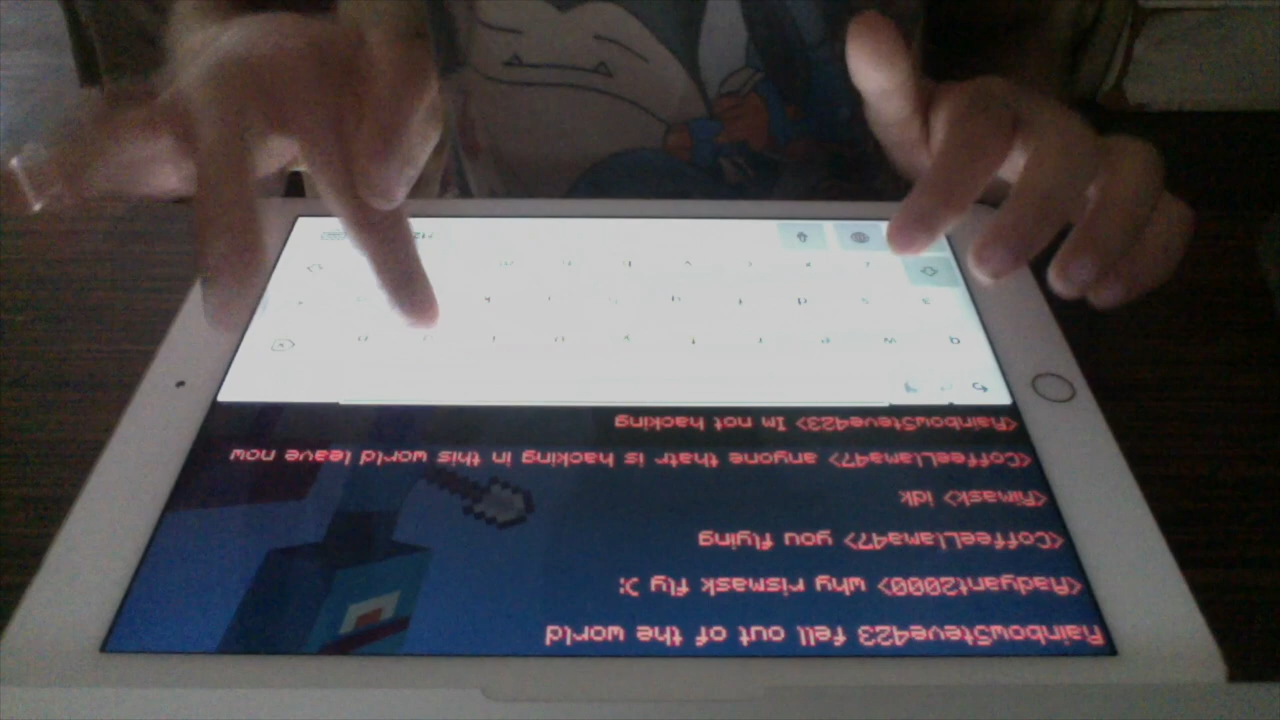 RainbowSteve423 fell out of the world
<Radyant2000> why rismask fly (:
<CoffeeLlama47> you flying
<Rimask> idk
<CoffeeLlama47> anyone thatr is hacking in this world leave now
<RainbowSteve423> Im not hacking
q w e r t y u i p
a s d f g h j k
z x c v b n m